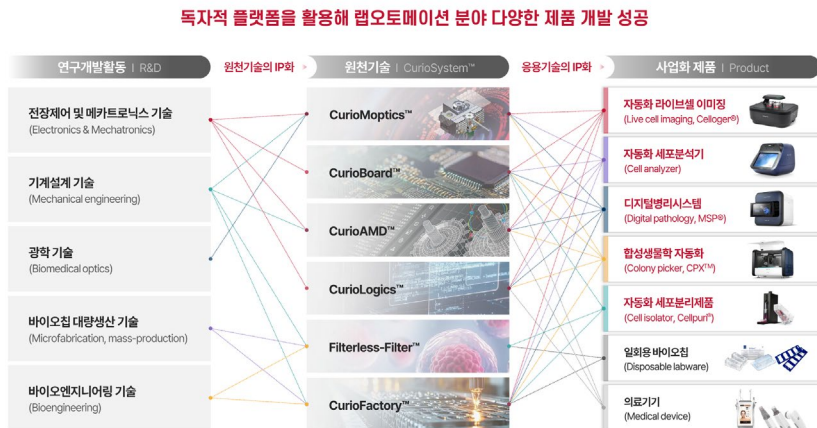 독자적 플랫폼을 활용해 랩오토메이션 분야 다양한 제품 개발 성공
연구개발활동 | R&D
원천기술의 IP화
원천기술 | CurioSystem™
응용기술의 IP화
사업화 제품 | Product
전장제어 및 메카트로닉스 기술
(Electronics & Mechatronics)
기계설계 기술
(Mechanical engineering)
광학 기술
(Biomedical optics)
바이오칩 대량생산 기술
(Microfabrication, mass-production)
바이오엔지니어링 기술
(Bioengineering)
CurioMoptics™
CurioBoard™
CurioAMD™
CurioLogics™
Filterless-Filter™
CurioFactory™
자동화 라이브셀 이미징
(Live cell imaging, Celloger®)
자동화 세포분석기
(Cell analyzer)
디지털병리시스템
(Digital pathology, MSP®)
합성생물학 자동화
(Colony picker, CPX™)
자동화 세포분리제품
(Cell isolator, Cellpuri®)
일회용 바이오칩
(Disposable labware)
의료기기
(Medical device)